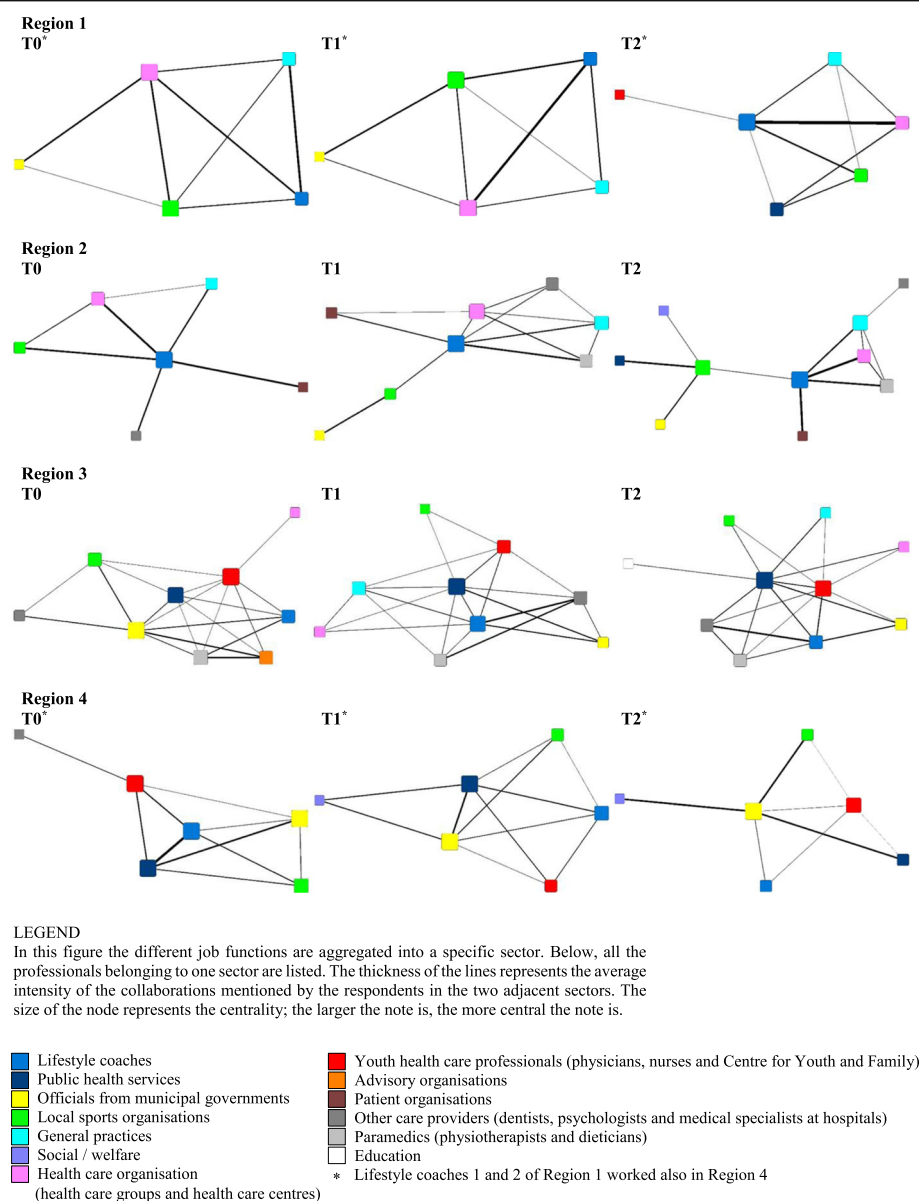 Region 1
T0* T1* T2*
Region 2
T0 T1 T2
Region 3
T0 T1 T2
Region 4
T0* T1* T2*
LEGEND
In this figure the different job functions are aggregated into a specific sector. Below, all the
professionals belonging to one sector are listed. The thickness of the lines represents the average
intensity of the collaborations mentioned by the respondents in the two adjacent sectors. The
size of the node represents the centrality; the larger the note is, the more central the note is.
Lifestyle coaches
Public health services
Officials from municipal governments
Local sports organisations
General practices
Social / welfare
Health care organisation
(health care groups and health care centres)
Youth health care professionals (physicians, nurses and Centre for Youth and Family)
Advisory organisations
Patient organisations
Other care providers (dentists, psychologists and medical specialists at hospitals)
Paramedics (physiotherapists and dieticians)
Education
* Lifestyle coaches 1 and 2 of Region 1 worked also in Region 4